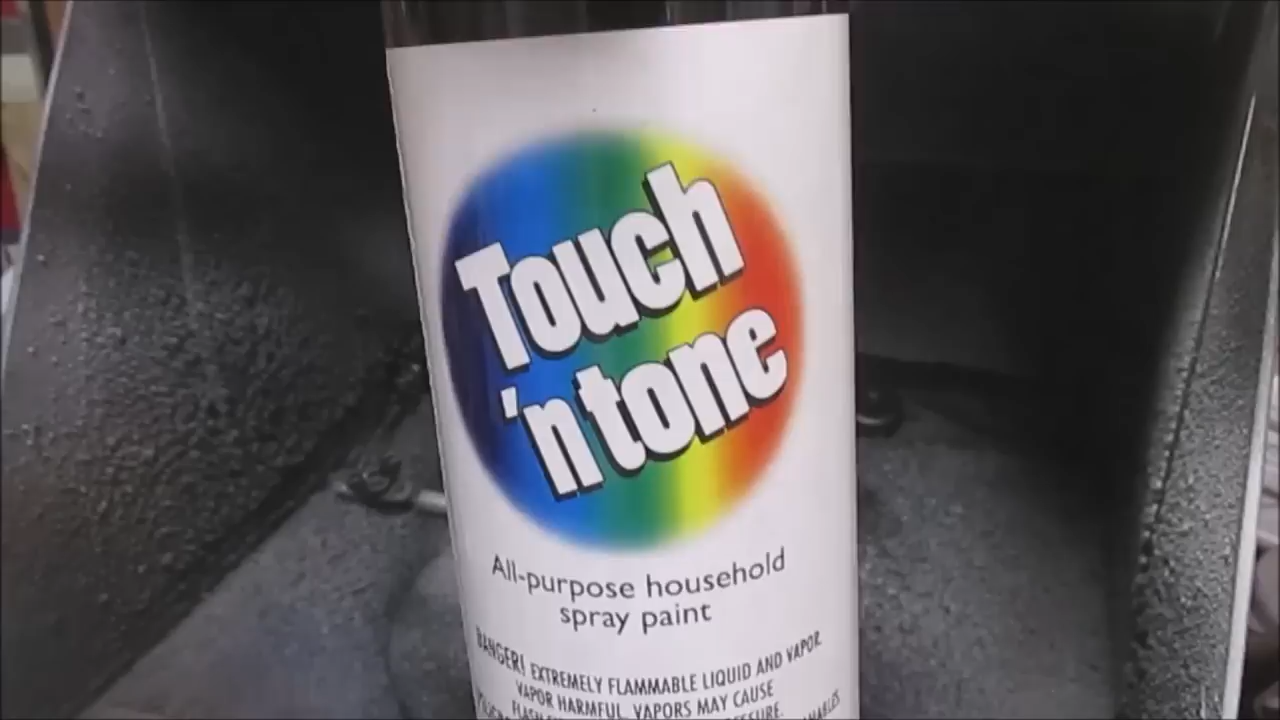 Touch
'n tone
All-purpose household
spray paint
DANGER! EXTREMELY FLAMMABLE LIQUID AND VAPOR
VAPOR HARMFUL. VAPORS MAY CAUSE